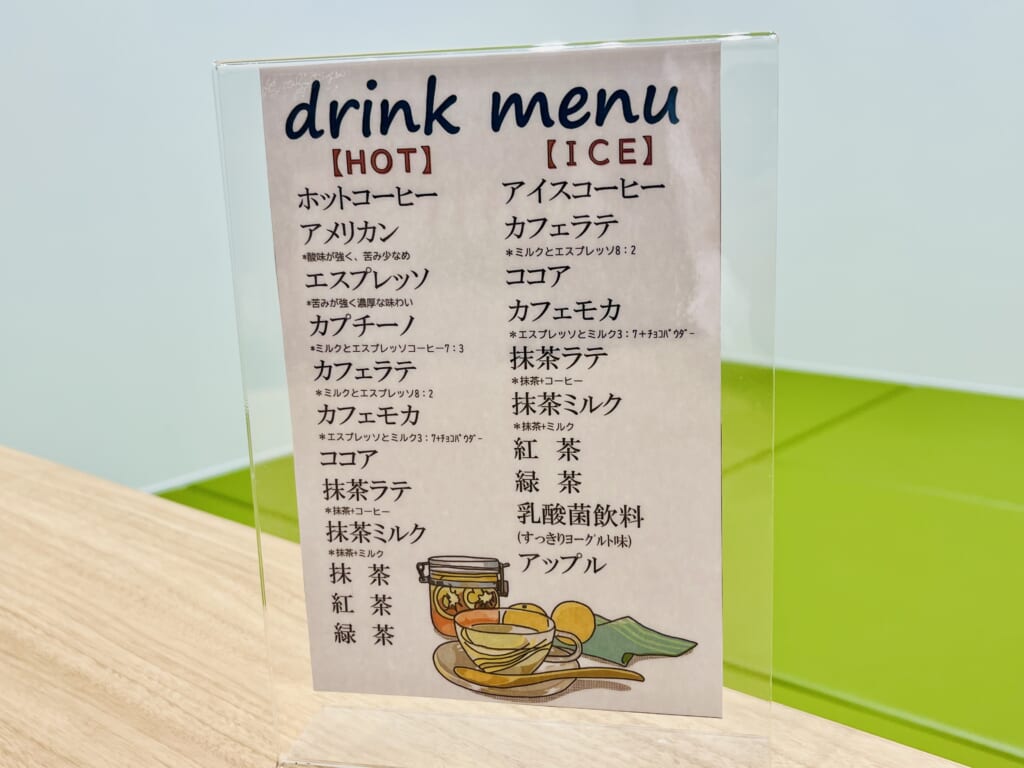 drink menu
【HOT】
ホットコーヒー
アメリカン
*酸味が強く、苦み少なめ
エスプレッソ
*苦みが強く濃厚な味わい
カプチーノ
*ミルクとエスプレッソコーヒー7:3
カフェラテ
*ミルクとエスプレッソ8:2
カフェモカ
*エスプレッソとミルク3:7+ﾁｮｺﾊﾟｳﾀﾞｰ
ココア
抹茶ラテ
*抹茶+コーヒー
抹茶ミルク
*抹茶+ミルク
抹 茶
紅 茶
緑 茶
【ICE】
アイスコーヒー
カフェラテ
*ミルクとエスプレッソ8:2
ココア
カフェモカ
*エスプレッソとミルク3:7+ﾁｮｺﾊﾟｳﾀﾞｰ
抹茶ラテ
*抹茶+コーヒー
抹茶ミルク
*抹茶+ミルク
紅 茶
緑 茶
乳酸菌飲料
(すっきりﾖｰｸﾞﾙﾄ味)
アップル